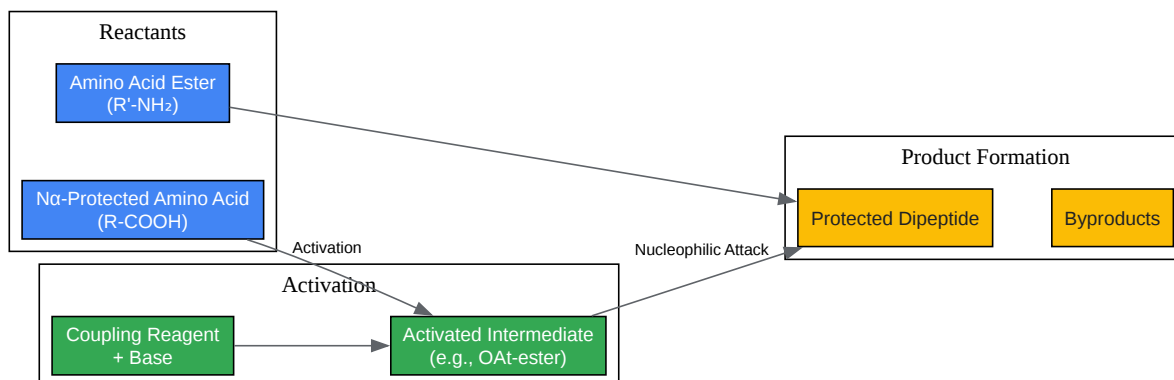 Reactants
Amino Acid Ester
(R'-NH₂)
Nα-Protected Amino Acid
(R-COOH)
Activation
Activation
Coupling Reagent
+ Base
Activated Intermediate
(e.g., OAt-ester)
Nucleophilic Attack
Product Formation
Protected Dipeptide
Byproducts